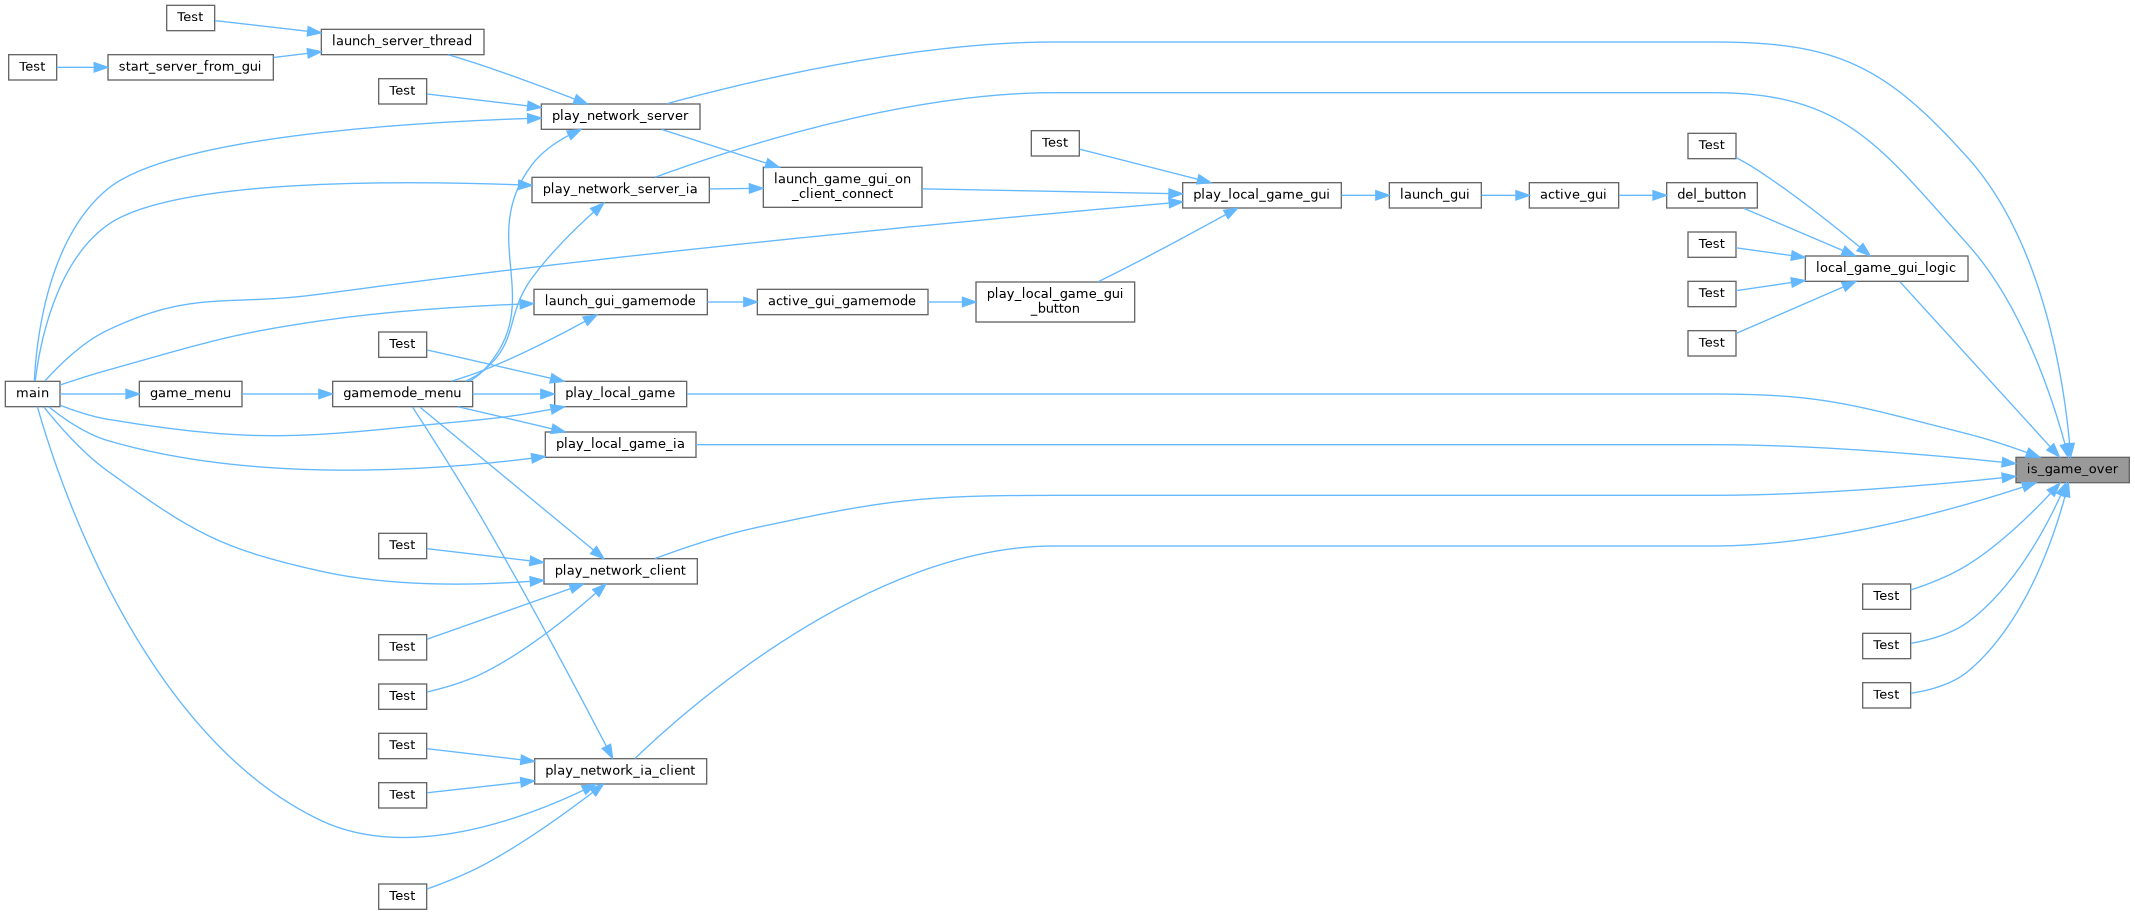 Test
launch_server_thread
Test
start_server_from_gui
Test
play_network_server
Test
Test
launch_game_gui_on
_client_connect
play_network_server_ia
play_local_game_gui
launch_gui
active_gui
del_button
Test
local_game_gui_logic
Test
launch_gui_gamemode
active_gui_gamemode
play_local_game_gui
_button
Test
Test
Test
main
game_menu
gamemode_menu
play_local_game
play_local_game_ia
is_game_over
Test
play_network_client
Test
Test
Test
Test
Test
Test
play_network_ia_client
Test
Test